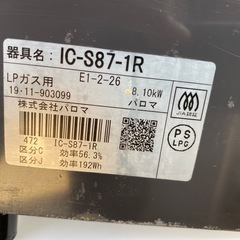 器具名: IC-S87-1R
LPガス用 E1-2-26
19·11-903099 8.10kW
株式会社パロマ パロマ
JIA認証
PS
LPG
472 IC-S87-1R
区分C 効率56.3%
区分J 効率192Wh